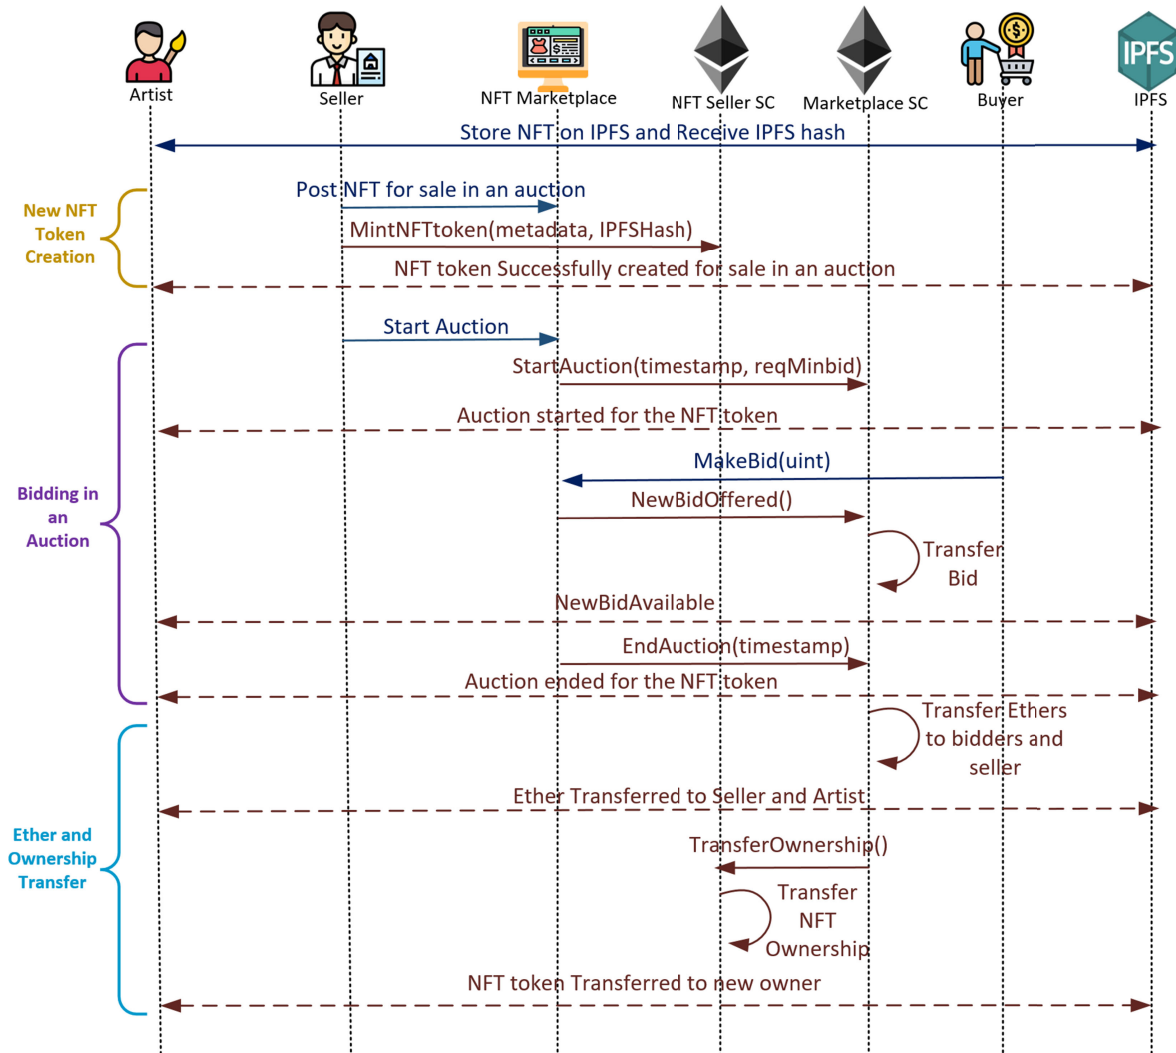 IPFS
Artist
Seller
NFT Marketplace
NFT Seller SC
Marketplace SC
Buyer
IPFS
Store NFT on IPFS and Receive IPFS hash
New NFT
Token
Creation
Post NFT for sale in an auction
MintNFTtoken(metadata, IPFSHash)
NFT token Successfully created for sale in an auction
Start Auction
StartAuction(timestamp, reqMinbid)
Auction started for the NFT token
Bidding in
an
Auction
MakeBid(uint)
NewBidOffered()
Transfer
Bid
NewBidAvailable
EndAuction(timestamp)
Auction ended for the NFT token
Transfer Ethers
to bidders and
seller
Ether and
Ownership
Transfer
Ether Transferred to Seller and Artist
TransferOwnership()
Transfer
NFT
Ownership
NFT token Transferred to new owner